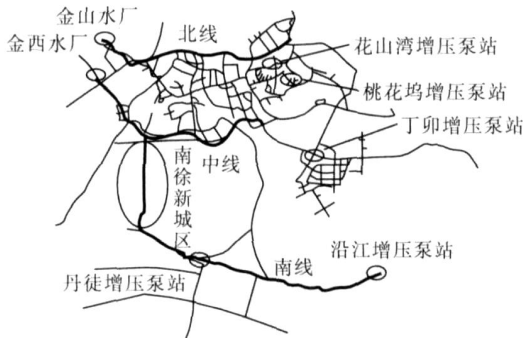 金山水厂
金西水厂
北线
花山湾增压泵站
桃花坞增压泵站
丁卯增压泵站
中线
南徐新城区
沿江增压泵站
南线
丹徒增压泵站